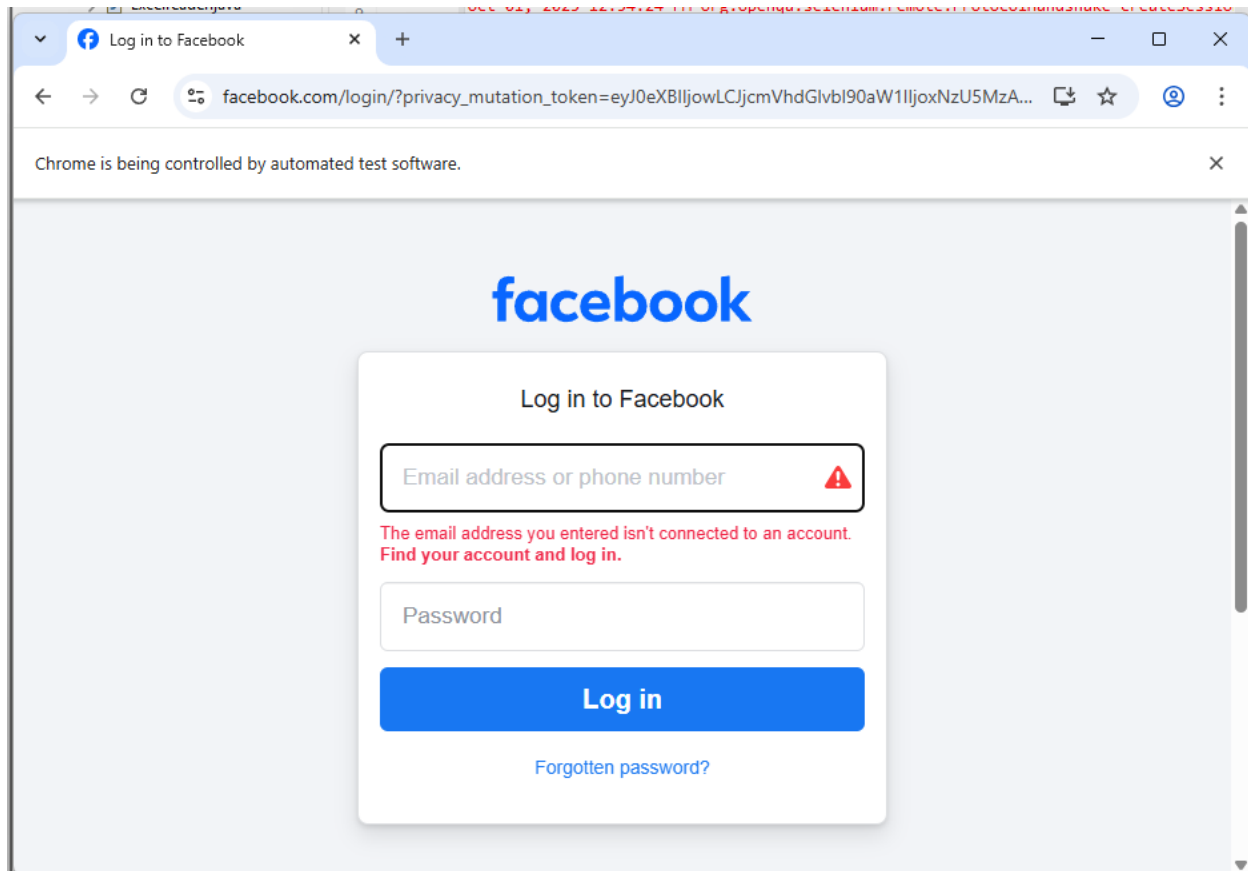 Log in to Facebook
facebook.com/login/?privacy_mutation_token=
Chrome is being controlled by automated test software.
facebook
Log in to Facebook
Email address or phone number
The email address you entered isn't connected to an account.
Find your account and log in.
Password
Log in
Forgotten password?